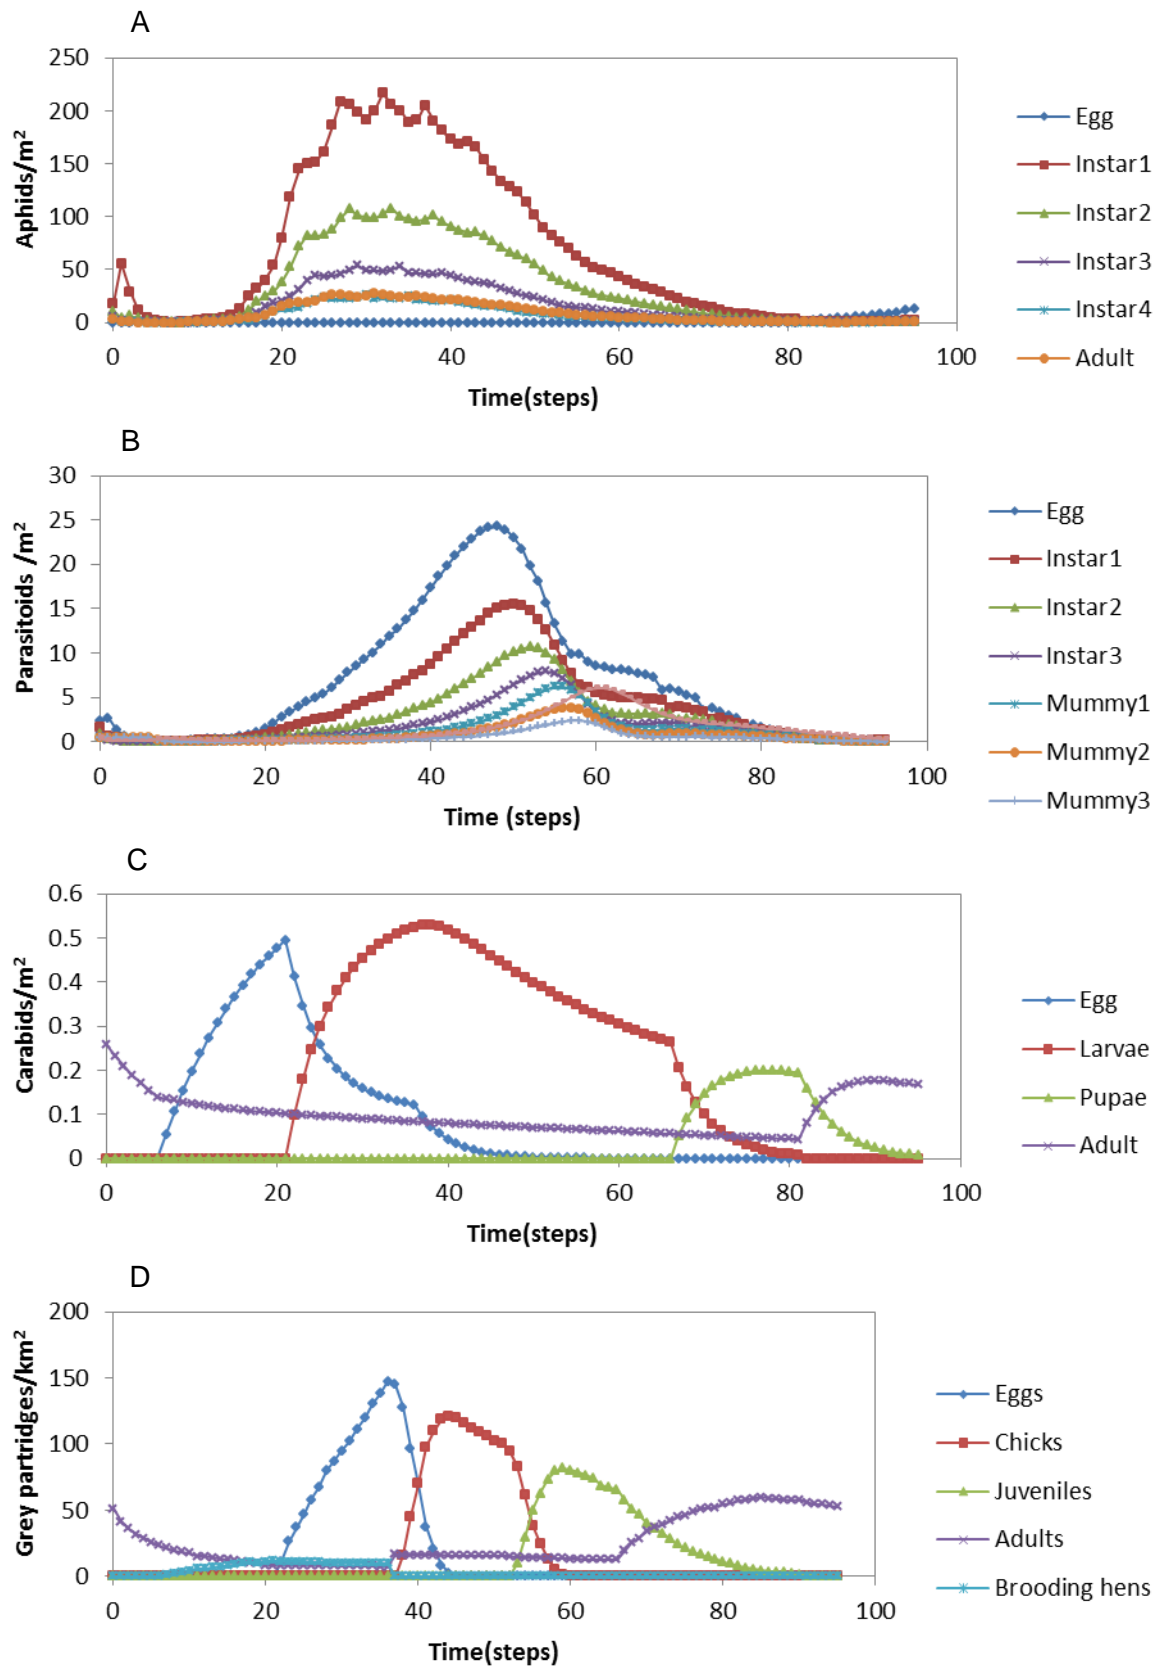 A
250
200
150
100
50
0
Aphids/m²
0 20 40 60 80 100
Time(steps)
Egg
Instar1
Instar2
Instar3
Instar4
Adult
B
30
25
20
15
10
5
0
Parasitoids /m²
0 20 40 60 80 100
Time (steps)
Egg
Instar1
Instar2
Instar3
Mummy1
Mummy2
Mummy3
C
0.6
0.5
0.4
0.3
0.2
0.1
0
Carabids/m²
0 20 40 60 80 100
Time(steps)
Egg
Larvae
Pupae
Adult
D
200
150
100
50
0
Grey partridges/km²
0 20 40 60 80 100
Time(steps)
Eggs
Chicks
Juveniles
Adults
Brooding hens